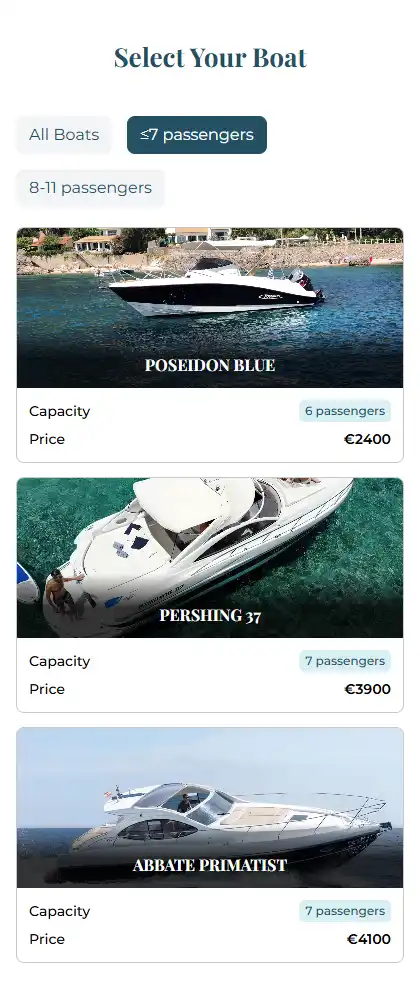 Select Your Boat
All Boats
≤7 passengers
8-11 passengers
POSEIDON BLUE
Capacity
6 passengers
Price
€2400
PERSHING 37
Capacity
7 passengers
Price
€3900
ABBATE PRIMATIST
Capacity
7 passengers
Price
€4100